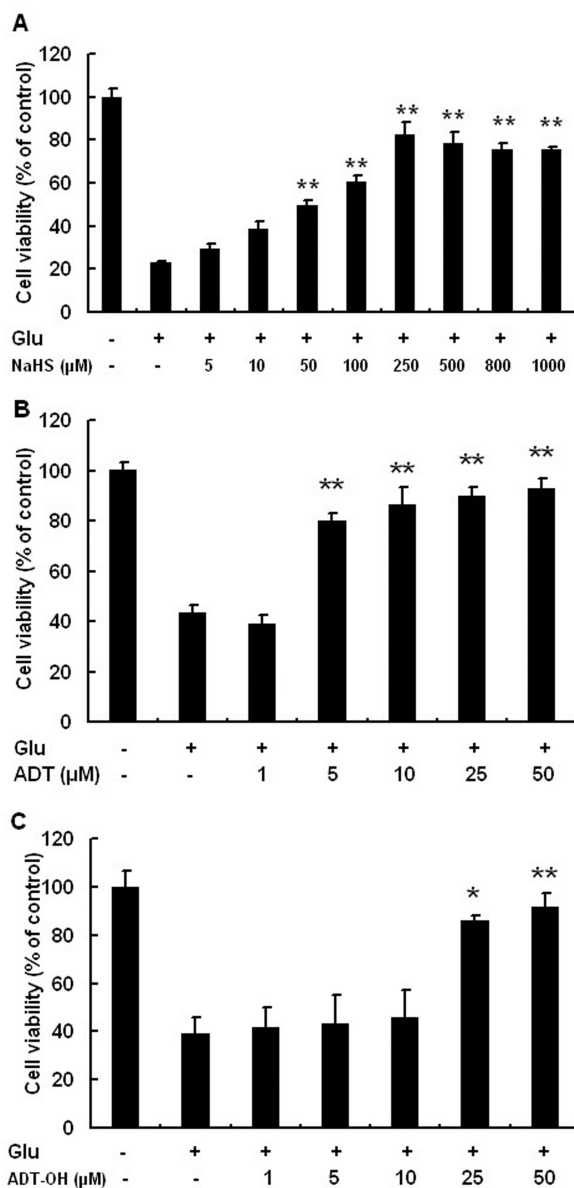 A
120
100
80
60
40
20
0
Cell viability (% of control)
** ** ** ** ** **
Glu - + + + + + + + + +
NaHS (µM) - - 5 10 50 100 250 500 800 1000
B
120
100
80
60
40
20
0
Cell viability (% of control)
** ** ** **
Glu - + + + + + +
ADT (µM) - - 1 5 10 25 50
C
120
100
80
60
40
20
0
Cell viability (% of control)
* **
Glu - + + + + + +
ADT-OH (µM) - - 1 5 10 25 50